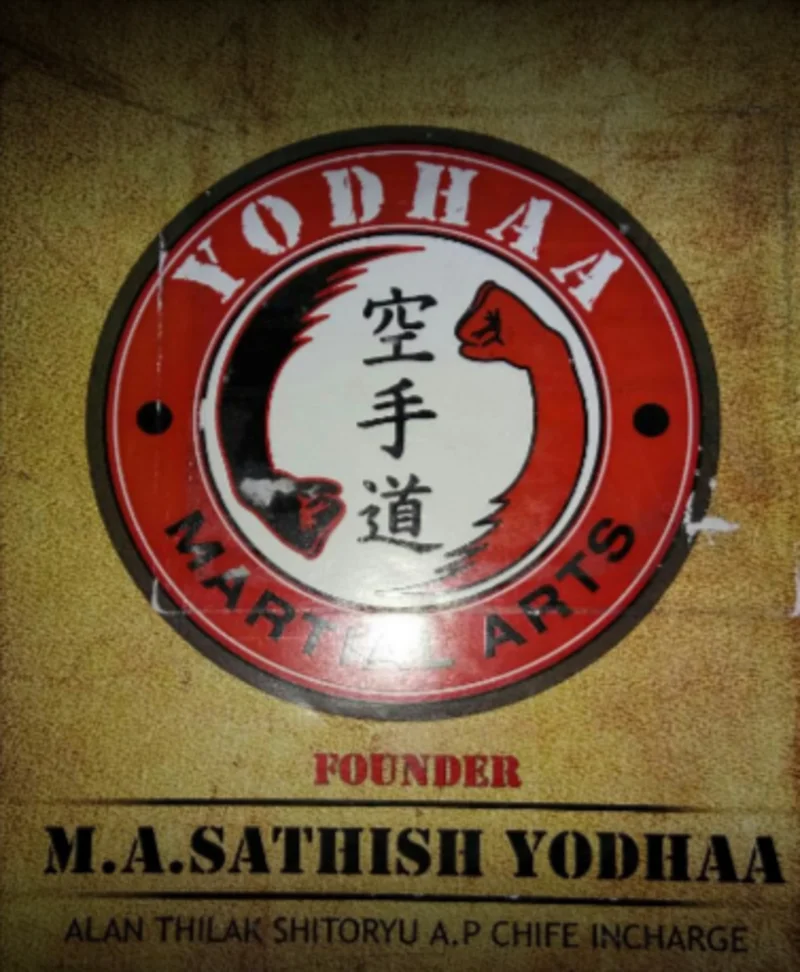 YODHAA
空
手
道
MARTIAL ARTS
FOUNDER
M.A.SATHISH YODHAA
ALAN THILAK SHITORYU A.P CHIFE INCHARGE